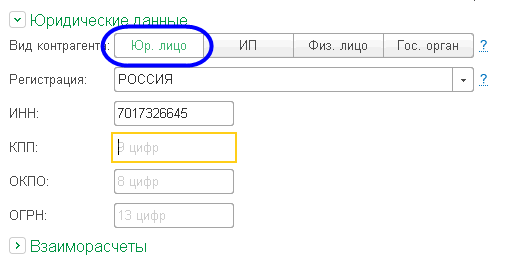 Юридические данные
Вид контрагента: Юр. лицо ИП Физ. лицо Гос. орган ?
Регистрация: РОССИЯ ?
ИНН: 7017326645
КПП: 9 цифр
ОКПО: 8 цифр
ОГРН: 13 цифр
Взаиморасчеты